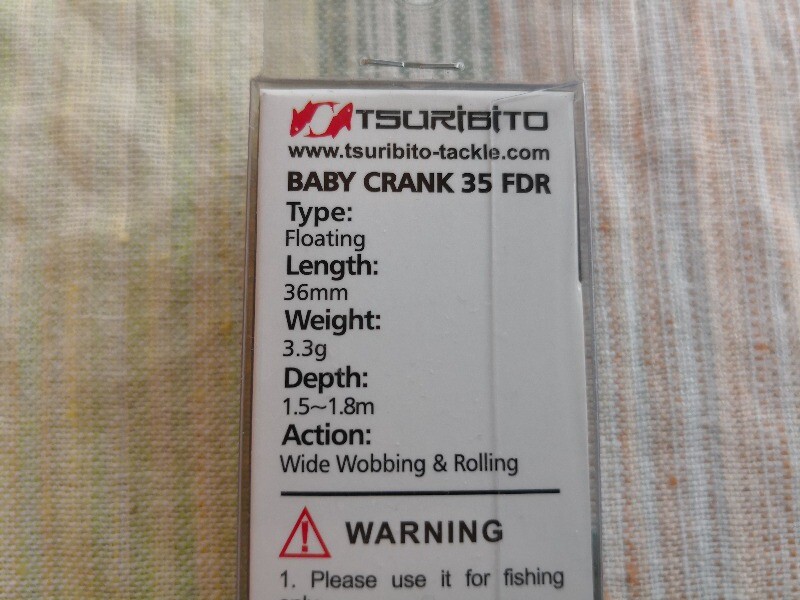 TSURIBITO
www.tsuribito-tackle.com
BABY CRANK 35 FDR
Type:
Floating
Length:
36mm
Weight:
3.3g
Depth:
1.5~1.8m
Action:
Wide Wobbing & Rolling
WARNING
1. Please use it for fishing